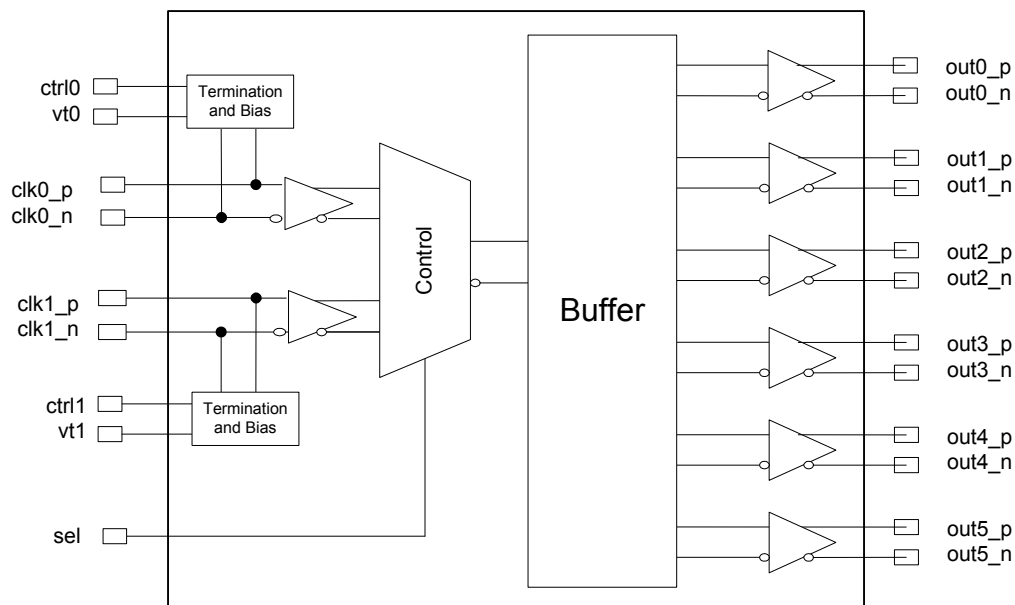 ctrl0
vt0
Termination
and Bias
clk0_p
clk0_n
clk1_p
clk1_n
ctrl1
vt1
Termination
and Bias
sel
Control
Buffer
out0_p
out0_n
out1_p
out1_n
out2_p
out2_n
out3_p
out3_n
out4_p
out4_n
out5_p
out5_n